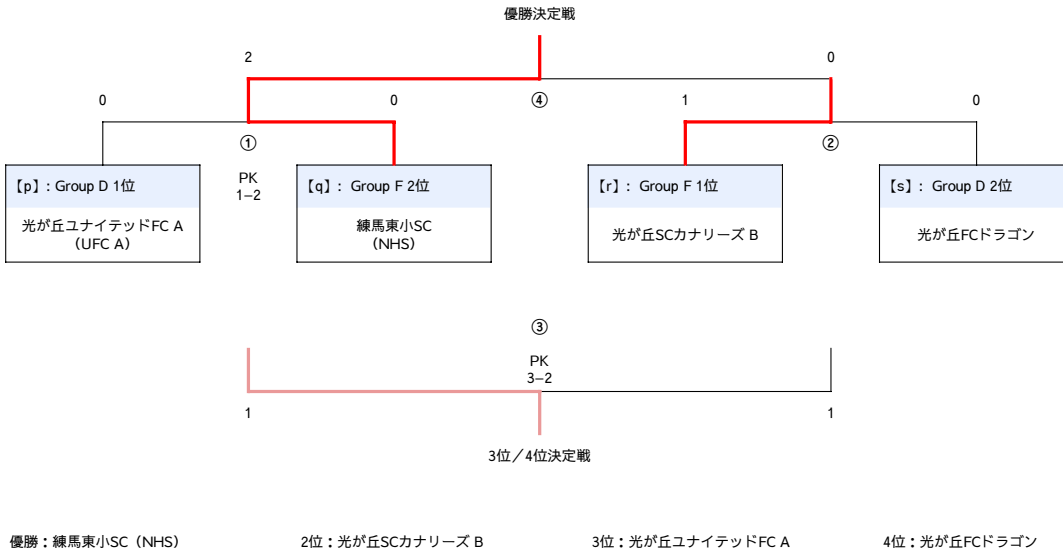 優勝決定戦
2
0
0
0
④
1
0
①
②
PK
1–2
【p】: Group D 1位
光が丘ユナイテッドFC A
（UFC A）
【q】: Group F 2位
練馬東小SC
（NHS）
【r】: Group F 1位
光が丘SCカナリーズ B
【s】: Group D 2位
光が丘FCドラゴン
③
PK
3–2
1
1
3位／4位決定戦
優勝：練馬東小SC（NHS）
2位：光が丘SCカナリーズ B
3位：光が丘ユナイテッドFC A
4位：光が丘FCドラゴン